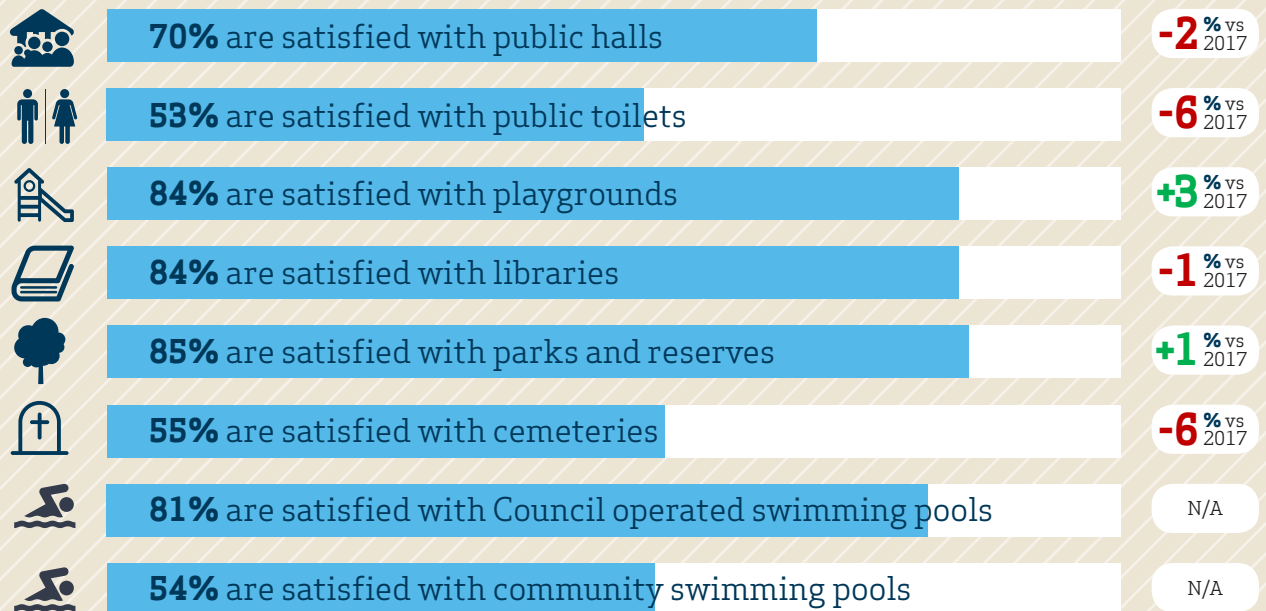 70% are satisfied with public halls
-2 % vs 2017
53% are satisfied with public toilets
-6 % vs 2017
84% are satisfied with playgrounds
+3 % vs 2017
84% are satisfied with libraries
-1 % vs 2017
85% are satisfied with parks and reserves
+1 % vs 2017
55% are satisfied with cemeteries
-6 % vs 2017
81% are satisfied with Council operated swimming pools
N/A
54% are satisfied with community swimming pools
N/A